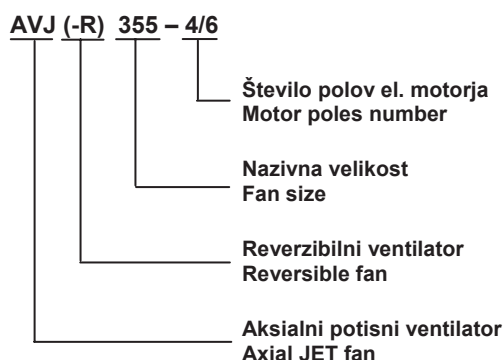 AVJ (-R) 355 – 4/6
Število polov el. motorja
Motor poles number
Nazivna velikost
Fan size
Reverzibilni ventilator
Reversible fan
Aksialni potisni ventilator
Axial JET fan